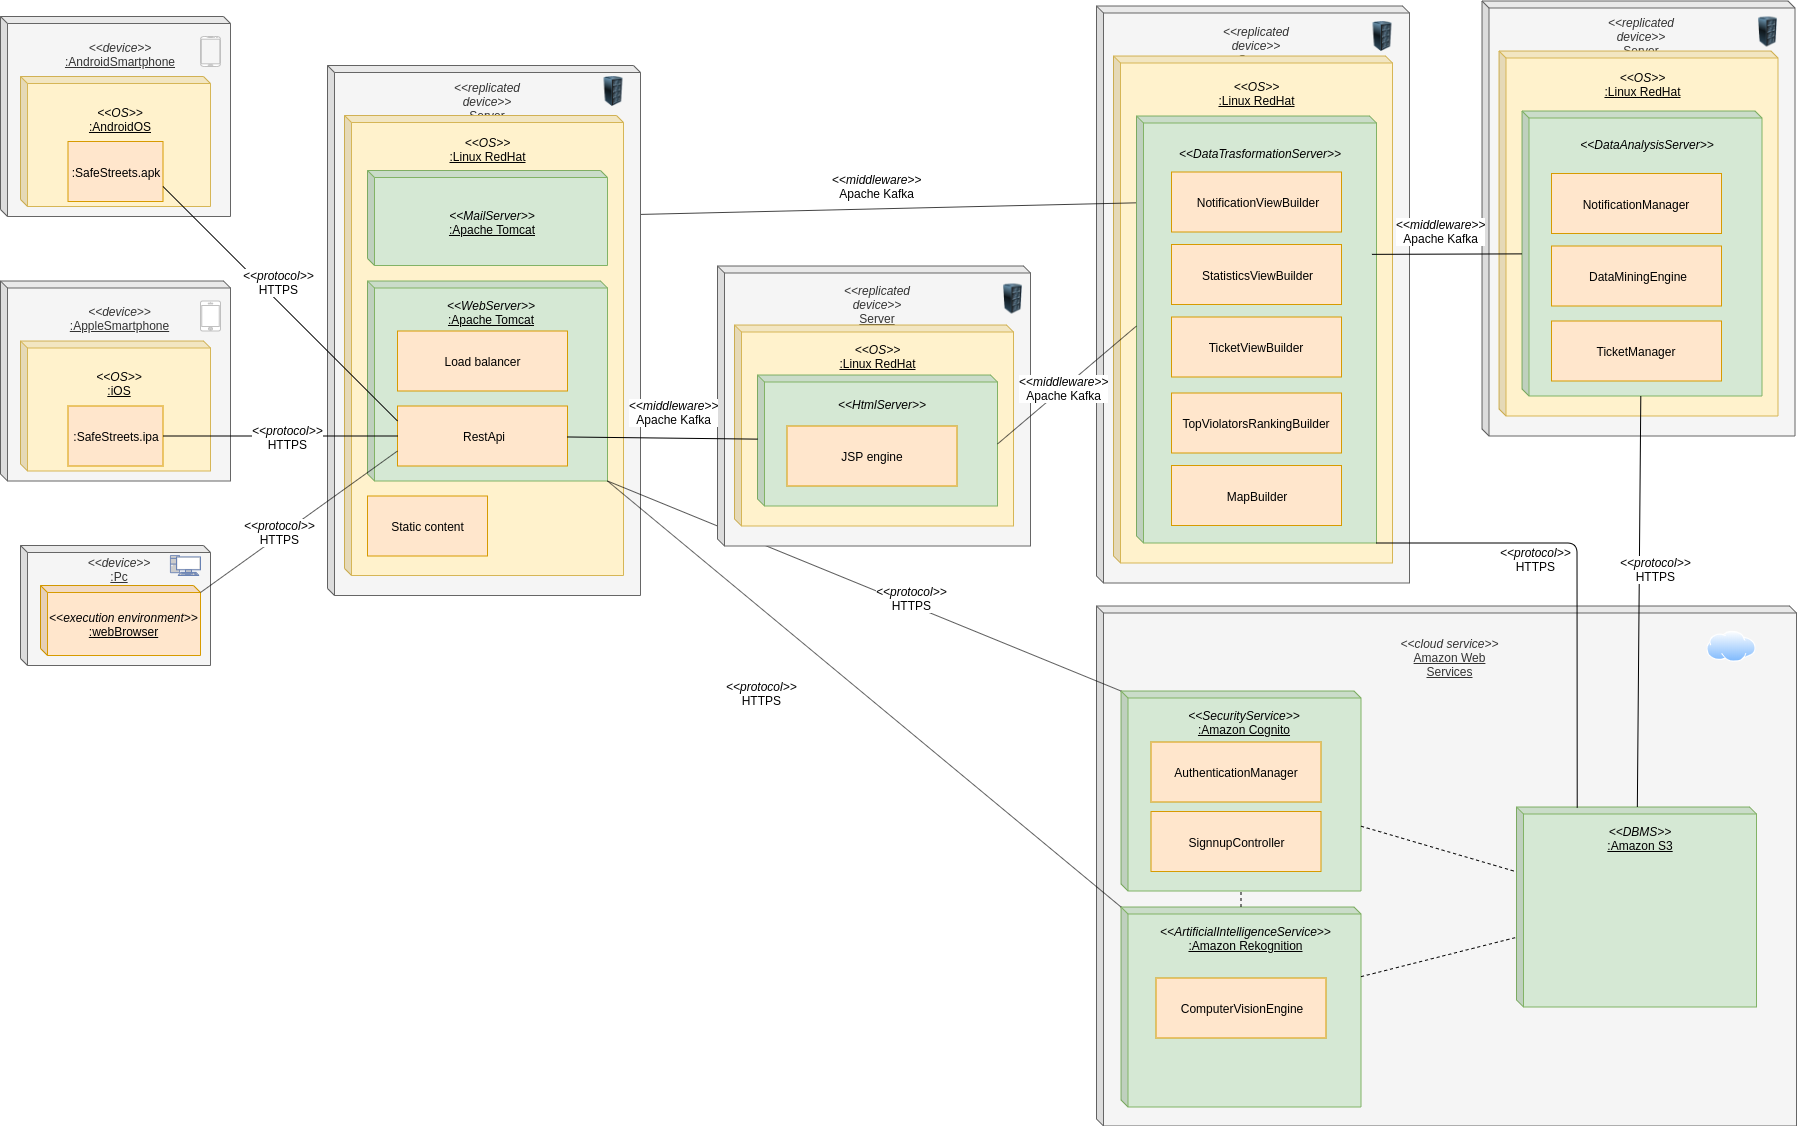 <<device>>
:AndroidSmartphone
<<OS>>
:AndroidOS
:SafeStreets.apk
<<device>>
:AppleSmartphone
<<OS>>
:iOS
:SafeStreets.ipa
<<device>>
:Pc
<<execution environment>>
:webBrowser
<<protocol>>
HTTPS
<<protocol>>
HTTPS
<<protocol>>
HTTPS
<<replicated
device>>
Server
<<OS>>
:Linux RedHat
<<MailServer>>
:Apache Tomcat
<<WebServer>>
:Apache Tomcat
Load balancer
RestApi
Static content
<<middleware>>
Apache Kafka
<<middleware>>
Apache Kafka
<<replicated
device>>
Server
<<OS>>
:Linux RedHat
<<HtmlServer>>
JSP engine
<<middleware>>
Apache Kafka
<<protocol>>
HTTPS
<<protocol>>
HTTPS
<<replicated
device>>
<<OS>>
:Linux RedHat
<<DataTrasformationServer>>
NotificationViewBuilder
StatisticsViewBuilder
TicketViewBuilder
TopViolatorsRankingBuilder
MapBuilder
<<middleware>>
Apache Kafka
<<replicated
device>>
Server
<<OS>>
:Linux RedHat
<<DataAnalysisServer>>
NotificationManager
DataMiningEngine
TicketManager
<<protocol>>
HTTPS
<<protocol>>
HTTPS
<<cloud service>>
Amazon Web
Services
<<SecurityService>>
:Amazon Cognito
AuthenticationManager
SignnupController
<<ArtificialIntelligenceService>>
:Amazon Rekognition
ComputerVisionEngine
<<DBMS>>
:Amazon S3